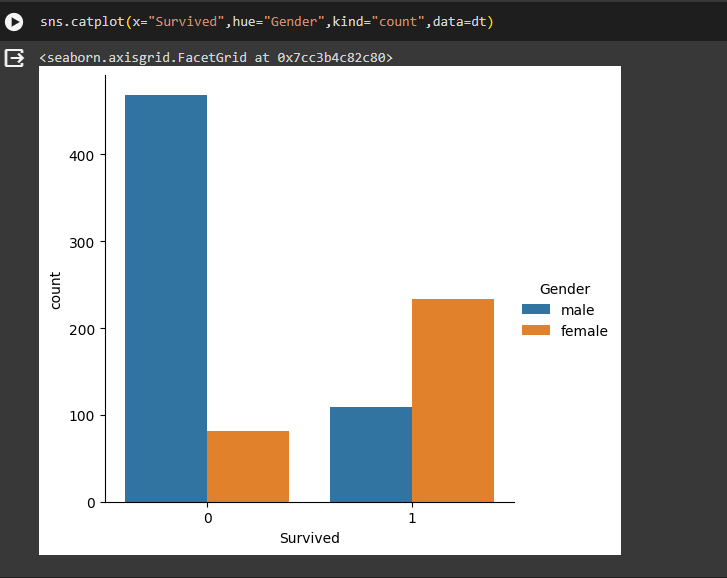 sns.catplot(x="Survived",hue="Gender",kind="count",data=dt)
<seaborn.axisgrid.FacetGrid at 0x7cc3b4c82c80>
400
300
200
100
0
count
0 1
Survived
Gender
male
female